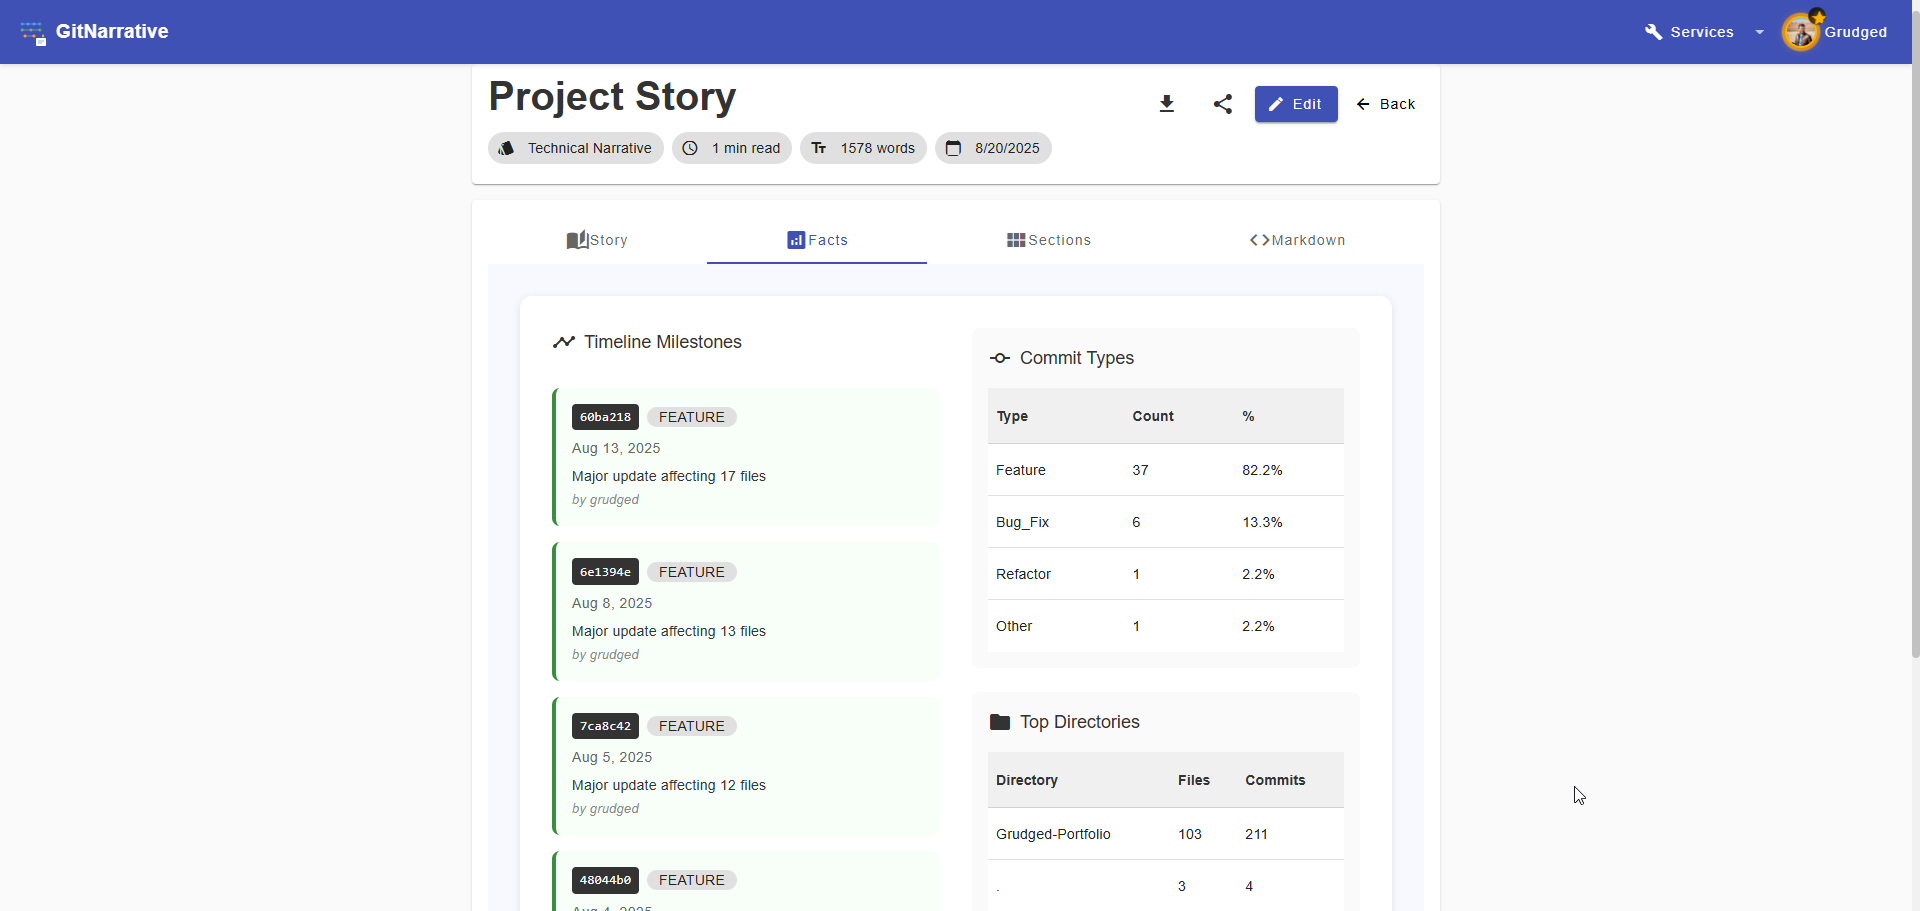 GitNarrative
Services
Grudged
Project Story
Edit
Back
Technical Narrative
1 min read
1578 words
8/20/2025
Story
Facts
Sections
Markdown
Timeline Milestones
60ba218 FEATURE
Aug 13, 2025
Major update affecting 17 files
by grudged
6e1394e FEATURE
Aug 8, 2025
Major update affecting 13 files
by grudged
7ca8c42 FEATURE
Aug 5, 2025
Major update affecting 12 files
by grudged
48044b0 FEATURE
Aug 4, 2025
Commit Types
Type Count %
Feature 37 82.2%
Bug_Fix 6 13.3%
Refactor 1 2.2%
Other 1 2.2%
Top Directories
Directory Files Commits
Grudged-Portfolio 103 211
. 3 4